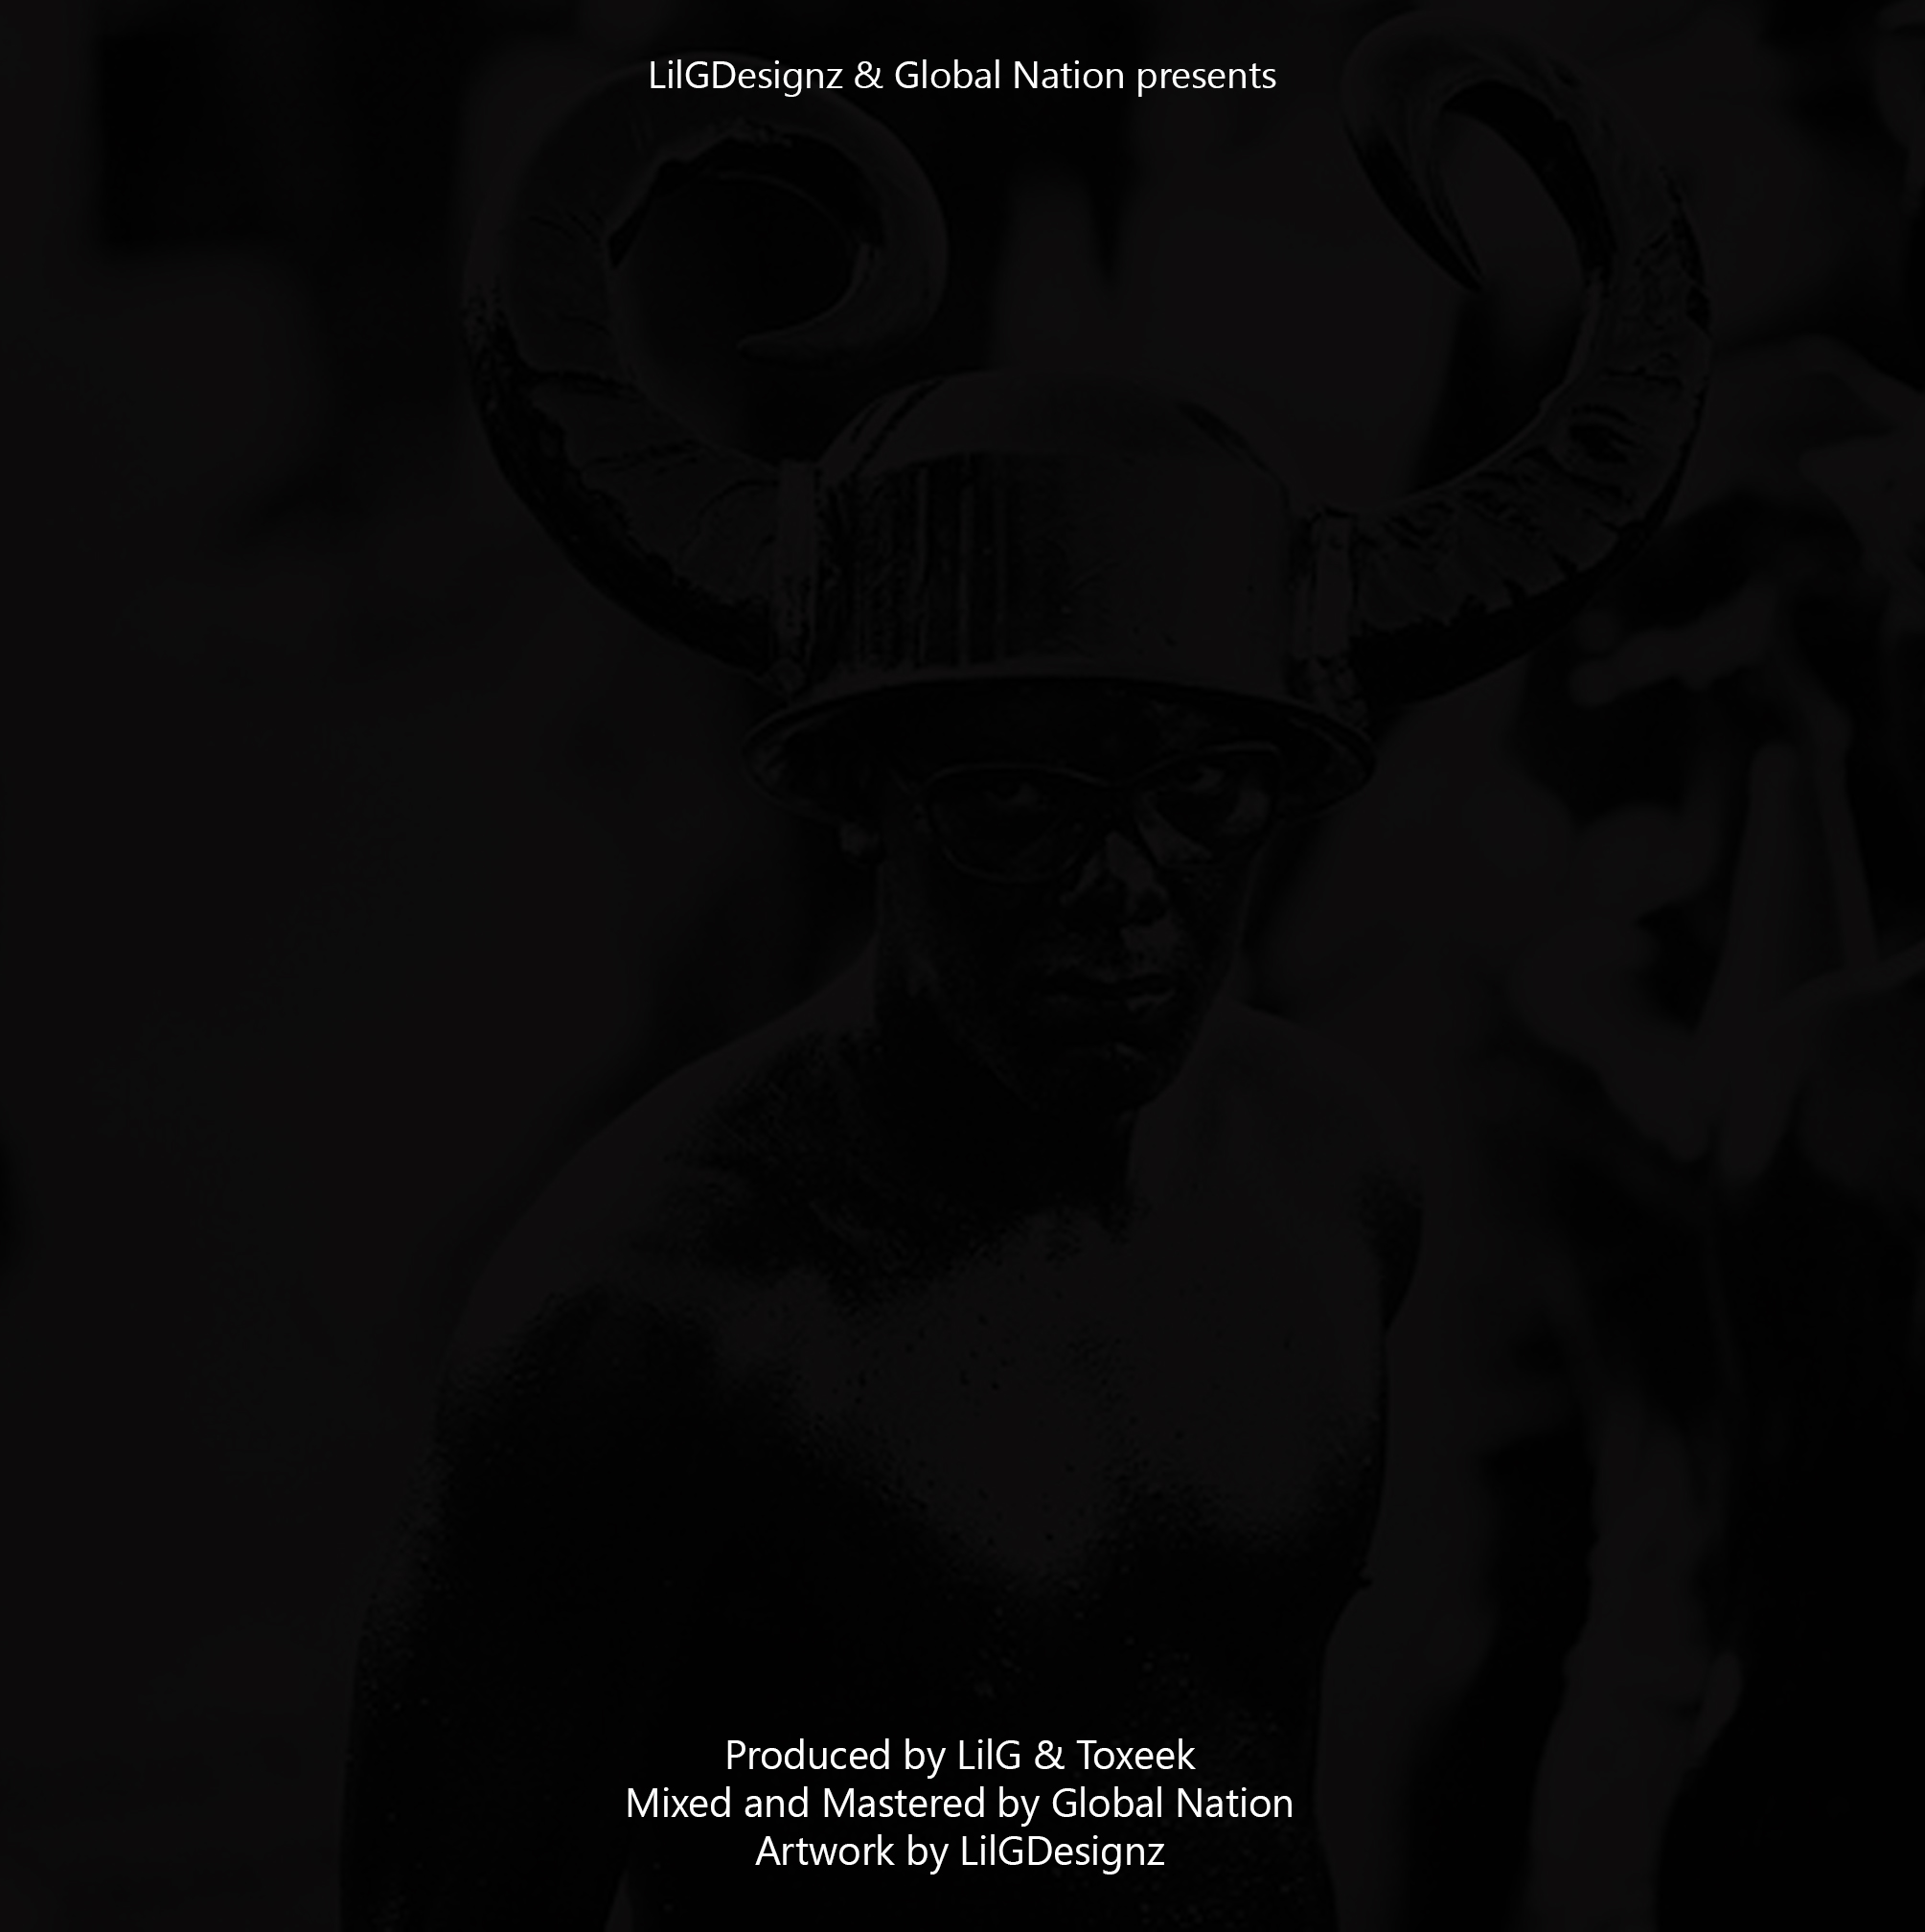 LilGDesignz & Global Nation presents
Produced by LilG & Toxeek
Mixed and Mastered by Global Nation
Artwork by LilGDesignz